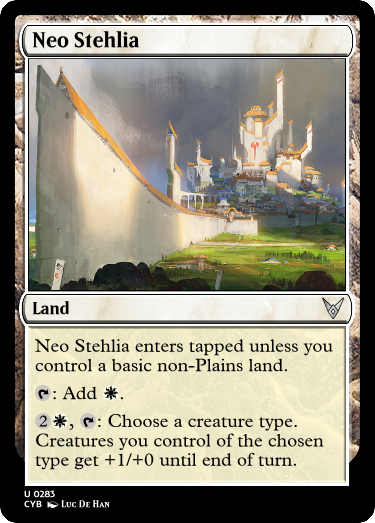 Neo Stehlia
Land
Neo Stehlia enters tapped unless you
control a basic non-Plains land.
: Add .
2 , : Choose a creature type.
Creatures you control of the chosen
type get +1/+0 until end of turn.
U 0283
CYB Luc De Han